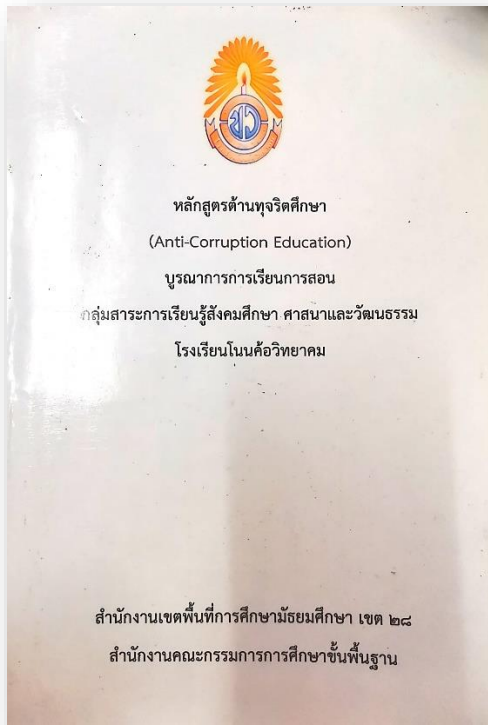 หลักสูตรต้านทุจริตศึกษา
(Anti-Corruption Education)
บูรณาการการเรียนการสอน
กลุ่มสาระการเรียนรู้สังคมศึกษา ศาสนาและวัฒนธรรม
โรงเรียนโนนค้อวิทยาคม
สำนักงานเขตพื้นที่การศึกษามัธยมศึกษา เขต ๒๘
สำนักงานคณะกรรมการการศึกษาขั้นพื้นฐาน